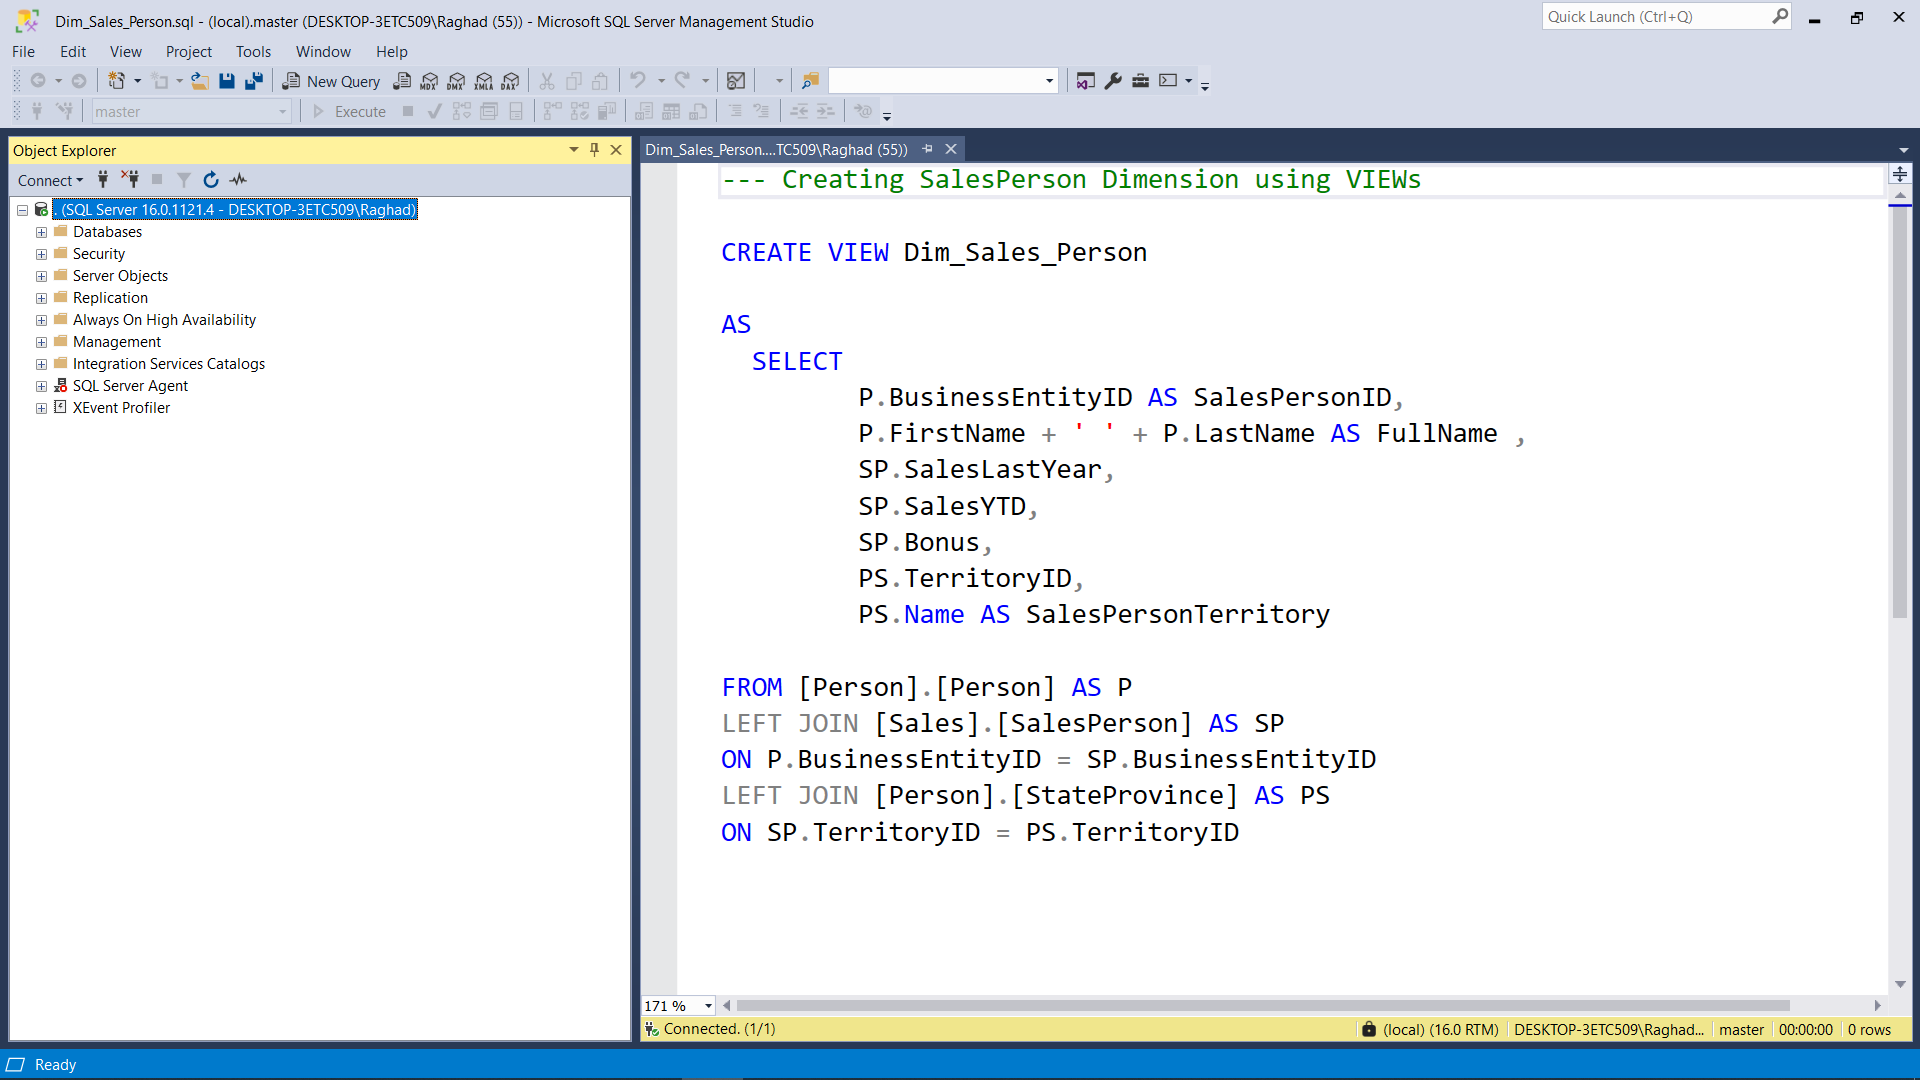 Dim_Sales_Person.sql - (local).master (DESKTOP-3ETC509\Raghad (55)) - Microsoft SQL Server Management Studio
Quick Launch (Ctrl+Q)
File Edit View Project Tools Window Help
New Query MDX DMX XMLA DAX
master Execute
Object Explorer
Connect
. (SQL Server 16.0.1121.4 - DESKTOP-3ETC509\Raghad)
Databases
Security
Server Objects
Replication
Always On High Availability
Management
Integration Services Catalogs
SQL Server Agent
XEvent Profiler
Dim_Sales_Person....TC509\Raghad (55))
--- Creating SalesPerson Dimension using VIEWs
CREATE VIEW Dim_Sales_Person
AS
SELECT
P.BusinessEntityID AS SalesPersonID,
P.FirstName + ' ' + P.LastName AS FullName ,
SP.SalesLastYear,
SP.SalesYTD,
SP.Bonus,
PS.TerritoryID,
PS.Name AS SalesPersonTerritory
FROM [Person].[Person] AS P
LEFT JOIN [Sales].[SalesPerson] AS SP
ON P.BusinessEntityID = SP.BusinessEntityID
LEFT JOIN [Person].[StateProvince] AS PS
ON SP.TerritoryID = PS.TerritoryID
171 %
Connected. (1/1)
(local) (16.0 RTM) DESKTOP-3ETC509\Raghad... master 00:00:00 0 rows
Ready